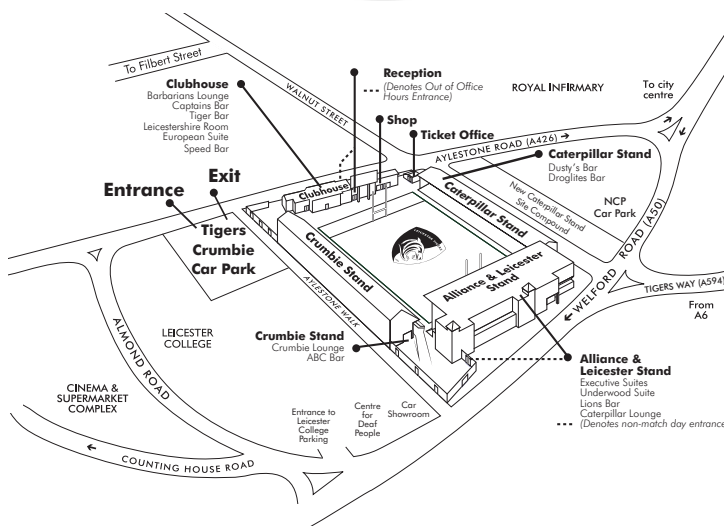 To Filbert Street
WALNUT STREET
Clubhouse
Barbarians Lounge
Captains Bar
Tiger Bar
Leicestershire Room
European Suite
Speed Bar
Reception
(Denotes Out of Office
Hours Entrance)
ROYAL INFIRMARY
To city
centre
Shop
Ticket Office
AYLESTONE ROAD (A426)
Caterpillar Stand
Dusty's Bar
Droglites Bar
Entrance
Exit
Clubhouse
Caterpillar Stand
New Caterpillar Stand
Site Compound
NCP
Car Park
WELFORD ROAD (A50)
Tigers
Crumbie
Car Park
Crumbie Stand
Alliance & Leicester
Stand
TIGERS WAY (A594)
From
A6
AYLESTONE WALK
LEICESTER
COLLEGE
ALMOND ROAD
Crumbie Stand
Crumbie Lounge
ABC Bar
Alliance &
Leicester Stand
Executive Suites
Underwood Suite
Lions Bar
Caterpillar Lounge
(Denotes non-match day entrance
CINEMA &
SUPERMARKET
COMPLEX
Entrance to
Leicester
College
Parking
Centre
for
Deaf
People
Car
Showroom
COUNTING HOUSE ROAD